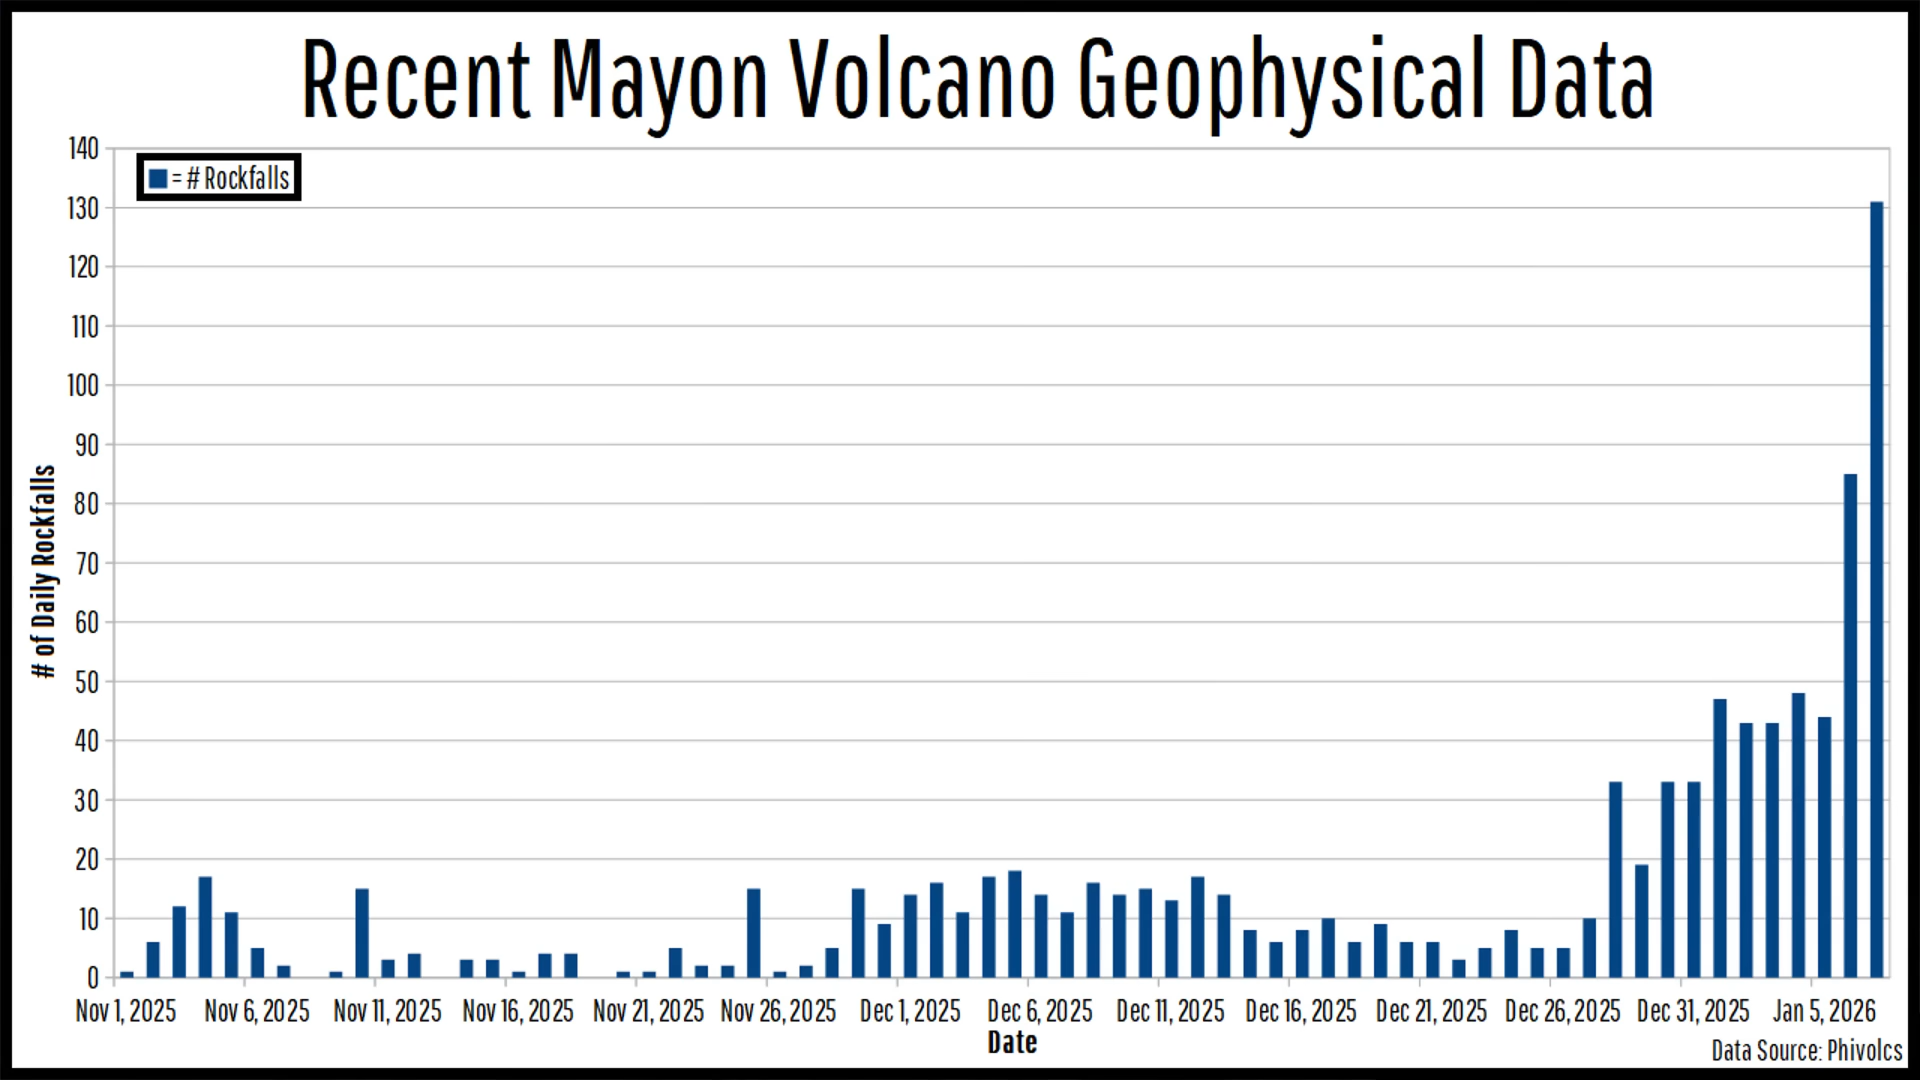 Recent Mayon Volcano Geophysical Data
= # Rockfalls
# of Daily Rockfalls
140
130
120
110
100
90
80
70
60
50
40
30
20
10
0
Nov 1, 2025 Nov 6, 2025 Nov 11, 2025 Nov 16, 2025 Nov 21, 2025 Nov 26, 2025 Dec 1, 2025 Dec 6, 2025 Dec 11, 2025 Dec 16, 2025 Dec 21, 2025 Dec 26, 2025 Dec 31, 2025 Jan 5, 2026
Date
Data Source: Phivolcs